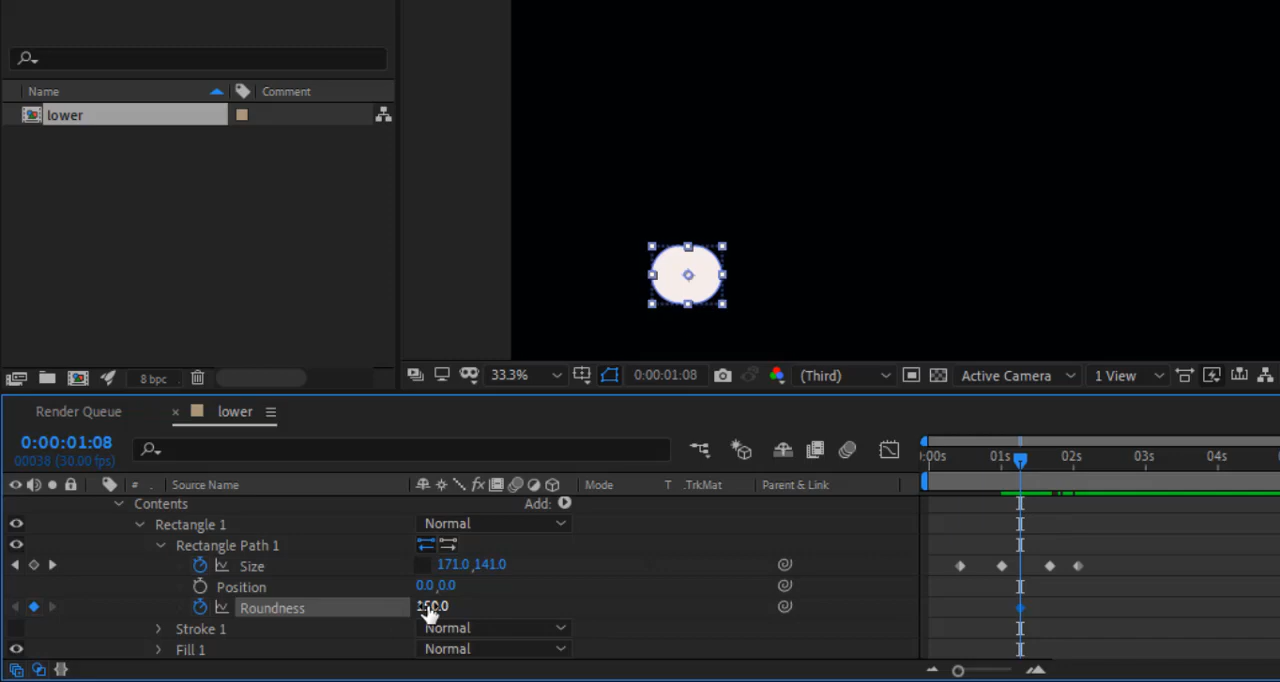 Name Comment
lower
8 bpc 33.3% 0:00:01:08 (Third) Active Camera 1 View
Render Queue × lower
0:00:01:08
00038 (30.00 fps)
:00s 01s 02s 03s 04s
Source Name Mode T .TrkMat Parent & Link
Contents Add:
Rectangle 1 Normal
Rectangle Path 1
Size 171.0,141.0
Position 0.0,0.0
Roundness
Stroke 1 Normal
Fill 1 Normal